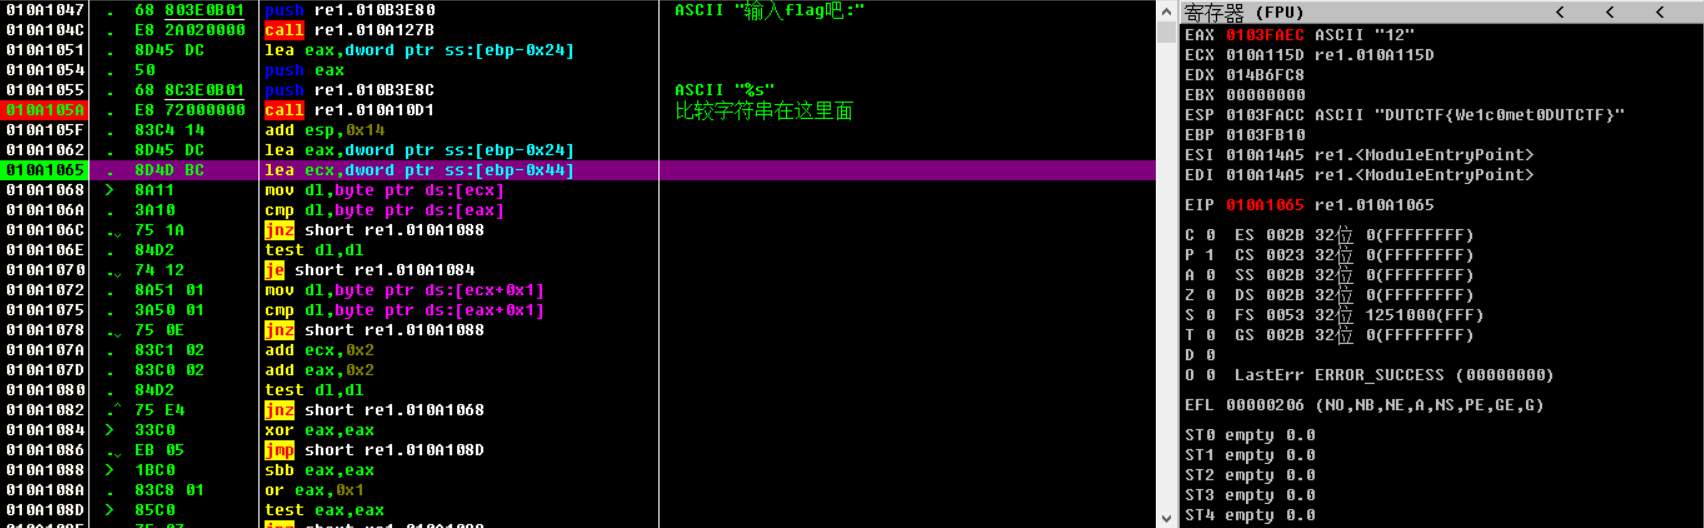 010A1047 . 68 803E0B01 push re1.010B3E80 ASCII "输入flag吧:"
010A104C . E8 2A020000 call re1.010A127B
010A1051 . 8D45 DC lea eax,dword ptr ss:[ebp-0x24]
010A1054 . 50 push eax
010A1055 . 68 8C3E0B01 push re1.010B3E8C ASCII "%s"
010A105A . E8 72000000 call re1.010A10D1 比较字符串在这里面
010A105F . 83C4 14 add esp,0x14
010A1062 . 8D45 DC lea eax,dword ptr ss:[ebp-0x24]
010A1065 . 8D4D BC lea ecx,dword ptr ss:[ebp-0x44]
010A1068 > 8A11 mov dl,byte ptr ds:[ecx]
010A106A . 3A10 cmp dl,byte ptr ds:[eax]
010A106C . 75 1A jnz short re1.010A1088
010A106E . 84D2 test dl,dl
010A1070 . 74 12 je short re1.010A1084
010A1072 . 8A51 01 mov dl,byte ptr ds:[ecx+0x1]
010A1075 . 3A50 01 cmp dl,byte ptr ds:[eax+0x1]
010A1078 . 75 0E jnz short re1.010A1088
010A107A . 83C1 02 add ecx,0x2
010A107D . 83C0 02 add eax,0x2
010A1080 . 84D2 test dl,dl
010A1082 .^ 75 E4 jnz short re1.010A1068
010A1084 > 33C0 xor eax,eax
010A1086 . EB 05 jmp short re1.010A108D
010A1088 > 1BC0 sbb eax,eax
010A108A . 83C8 01 or eax,0x1
010A108D > 85C0 test eax,eax
寄存器 (FPU) < < <
EAX 0103FAEC ASCII "12"
ECX 010A115D re1.010A115D
EDX 014B6FC8
EBX 00000000
ESP 0103FACC ASCII "DUTCTF{We1c0met0DUTCTF}"
EBP 0103FB10
ESI 010A14A5 re1.<ModuleEntryPoint>
EDI 010A14A5 re1.<ModuleEntryPoint>
EIP 010A1065 re1.010A1065
C 0 ES 002B 32位 0(FFFFFFFF)
P 1 CS 0023 32位 0(FFFFFFFF)
A 0 SS 002B 32位 0(FFFFFFFF)
Z 0 DS 002B 32位 0(FFFFFFFF)
S 0 FS 0053 32位 1251000(FFF)
T 0 GS 002B 32位 0(FFFFFFFF)
D 0
O 0 LastErr ERROR_SUCCESS (00000000)
EFL 00000206 (NO,NB,NE,A,NS,PE,GE,G)
ST0 empty 0.0
ST1 empty 0.0
ST2 empty 0.0
ST3 empty 0.0
ST4 empty 0.0